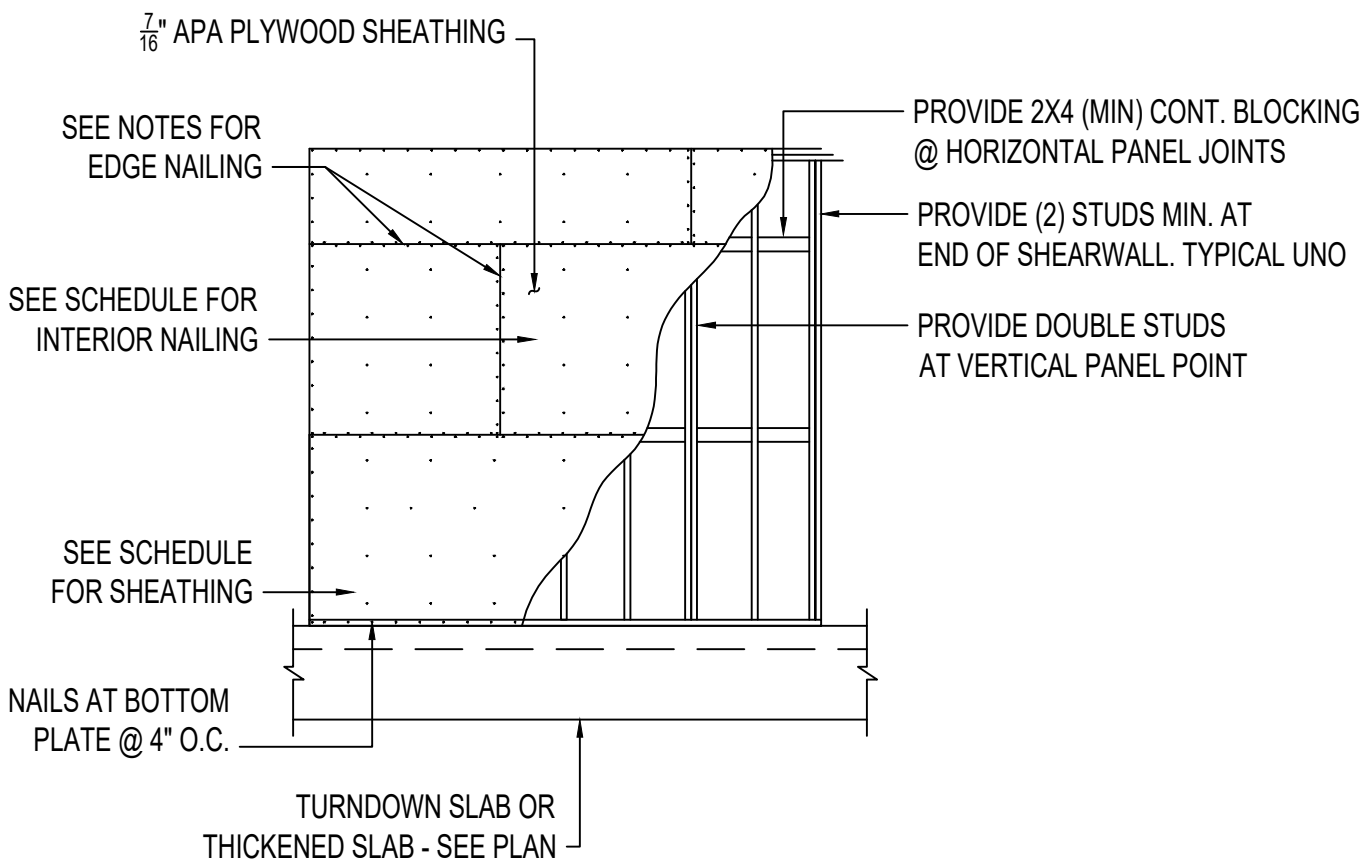 7/16" APA PLYWOOD SHEATHING
SEE NOTES FOR
EDGE NAILING
SEE SCHEDULE FOR
INTERIOR NAILING
SEE SCHEDULE
FOR SHEATHING
NAILS AT BOTTOM
PLATE @ 4" O.C.
TURNDOWN SLAB OR
THICKENED SLAB - SEE PLAN
PROVIDE 2X4 (MIN) CONT. BLOCKING
@ HORIZONTAL PANEL JOINTS
PROVIDE (2) STUDS MIN. AT
END OF SHEARWALL. TYPICAL UNO
PROVIDE DOUBLE STUDS
AT VERTICAL PANEL POINT